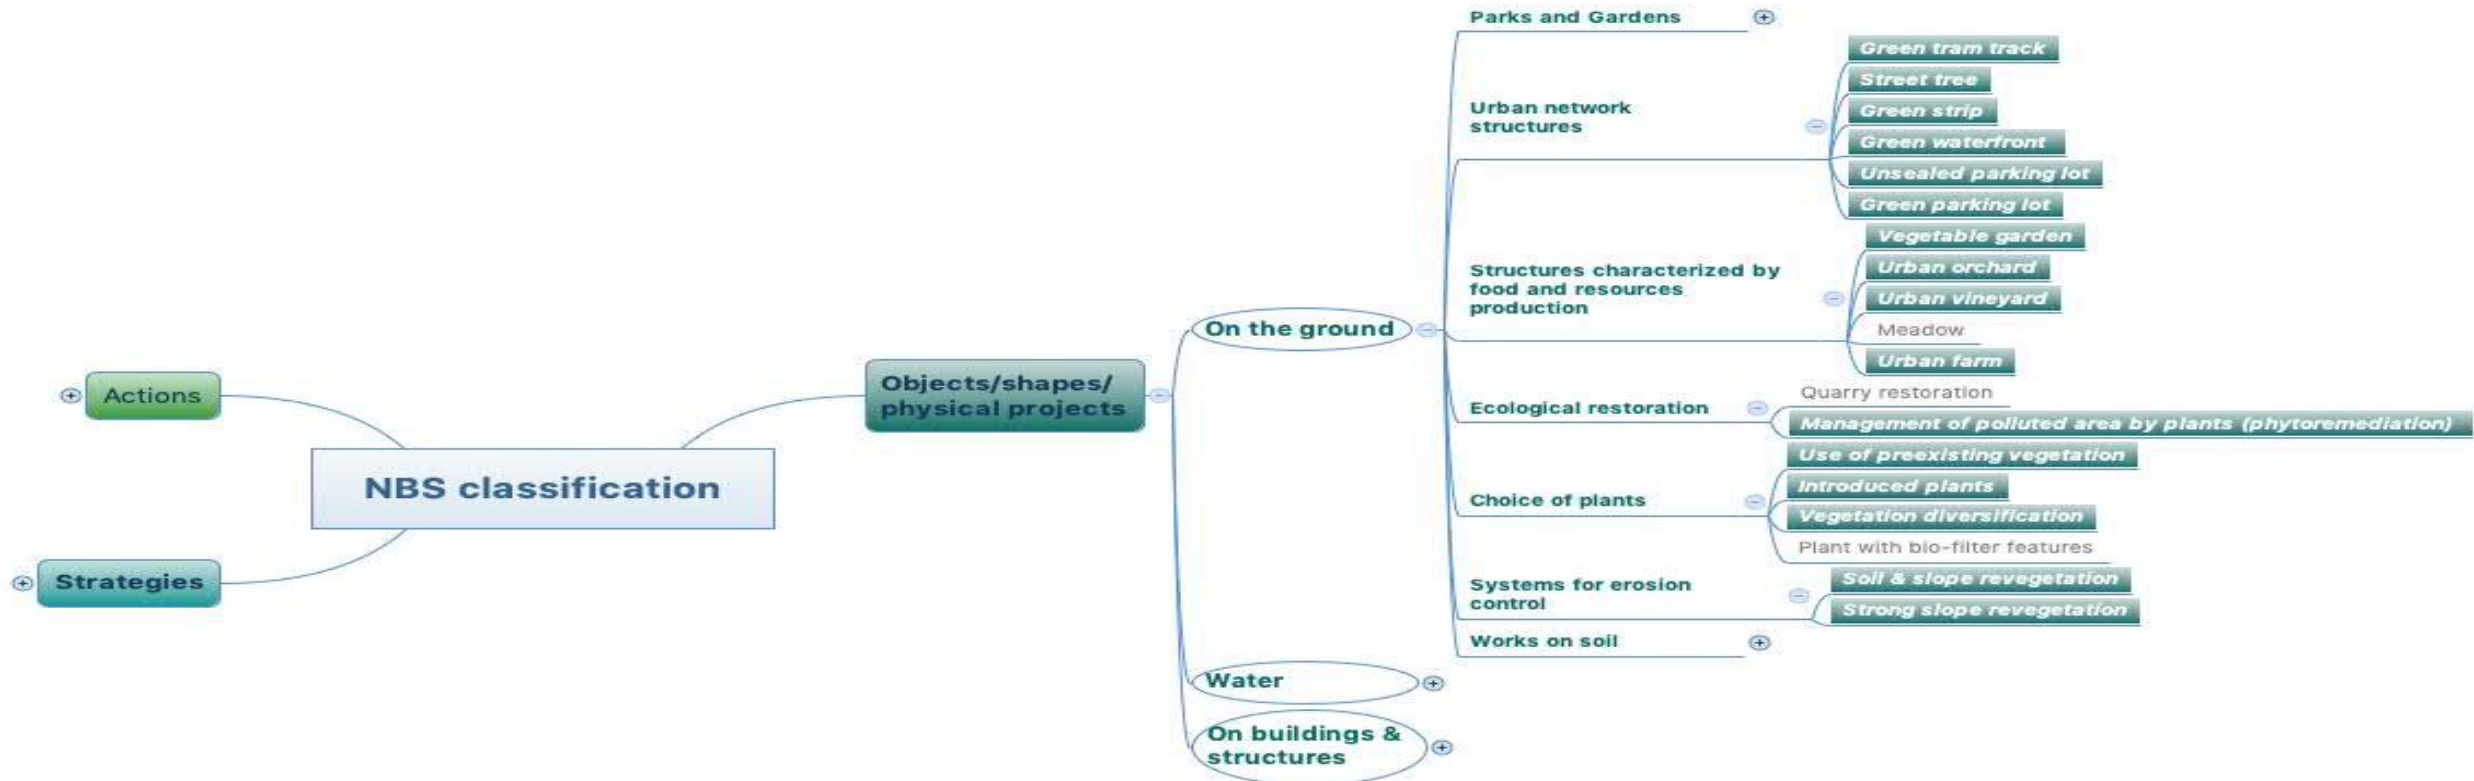 Actions
NBS classification
Strategies
Objects/shapes/
physical projects
On the ground
Parks and Gardens
Urban network
structures
Green tram track
Street tree
Green strip
Green waterfront
Unsealed parking lot
Green parking lot
Structures characterized by
food and resources
production
Vegetable garden
Urban orchard
Urban vineyard
Meadow
Urban farm
Ecological restoration
Quarry restoration
Management of polluted area by plants (phytoremediation)
Choice of plants
Use of preexisting vegetation
Introduced plants
Vegetation diversification
Plant with bio-filter features
Systems for erosion
control
Soil & slope revegetation
Strong slope revegetation
Works on soil
Water
On buildings &
structures